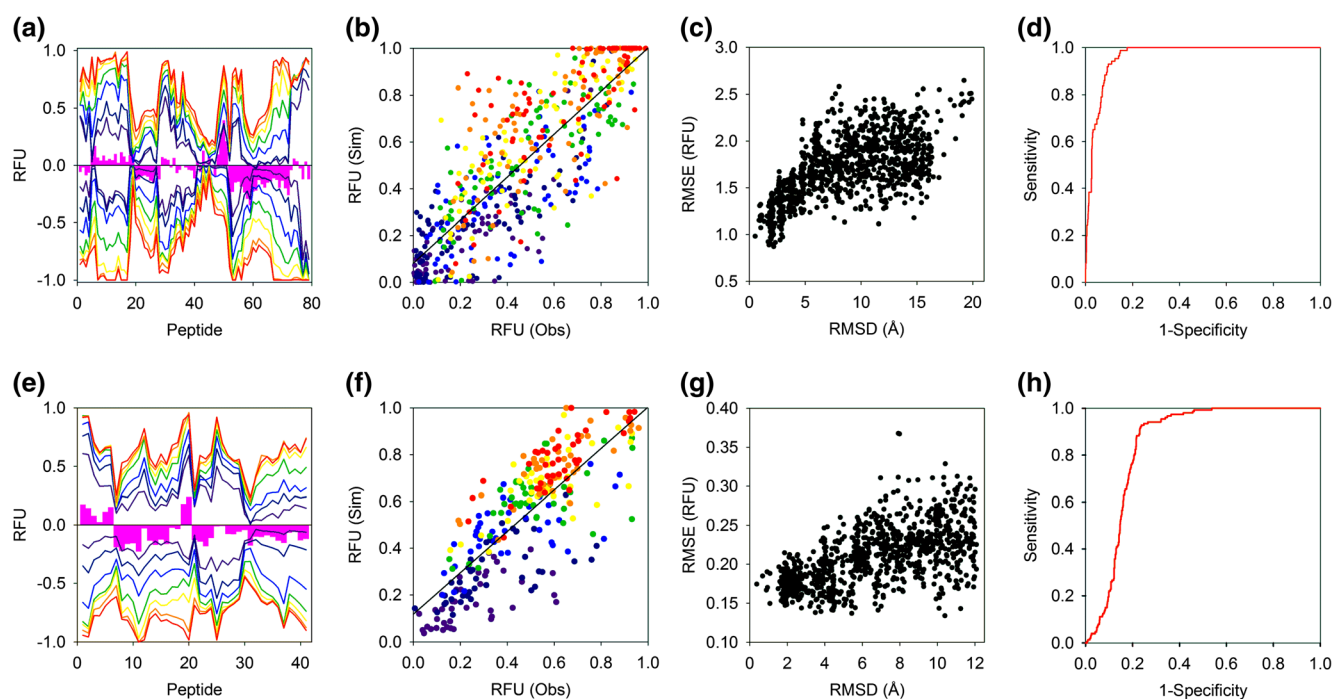 (a)
1.0
0.5
0.0
-0.5
-1.0
RFU
0 20 40 60 80
Peptide
(b)
1.0
0.8
0.6
0.4
0.2
0.0
RFU (Sim)
0.0 0.2 0.4 0.6 0.8 1.0
RFU (Obs)
(c)
3.0
2.5
2.0
1.5
1.0
0.5
RMSE (RFU)
0 5 10 15 20
RMSD (Å)
(d)
1.0
0.8
0.6
0.4
0.2
0.0
Sensitivity
0.0 0.2 0.4 0.6 0.8 1.0
1-Specificity
(e)
1.0
0.5
0.0
-0.5
-1.0
RFU
0 10 20 30 40
Peptide
(f)
1.0
0.8
0.6
0.4
0.2
0.0
RFU (Sim)
0.0 0.2 0.4 0.6 0.8 1.0
RFU (Obs)
(g)
0.40
0.35
0.30
0.25
0.20
0.15
0.10
RMSE (RFU)
2 4 6 8 10 12
RMSD (Å)
(h)
1.0
0.8
0.6
0.4
0.2
0.0
Sensitivity
0.0 0.2 0.4 0.6 0.8 1.0
1-Specificity